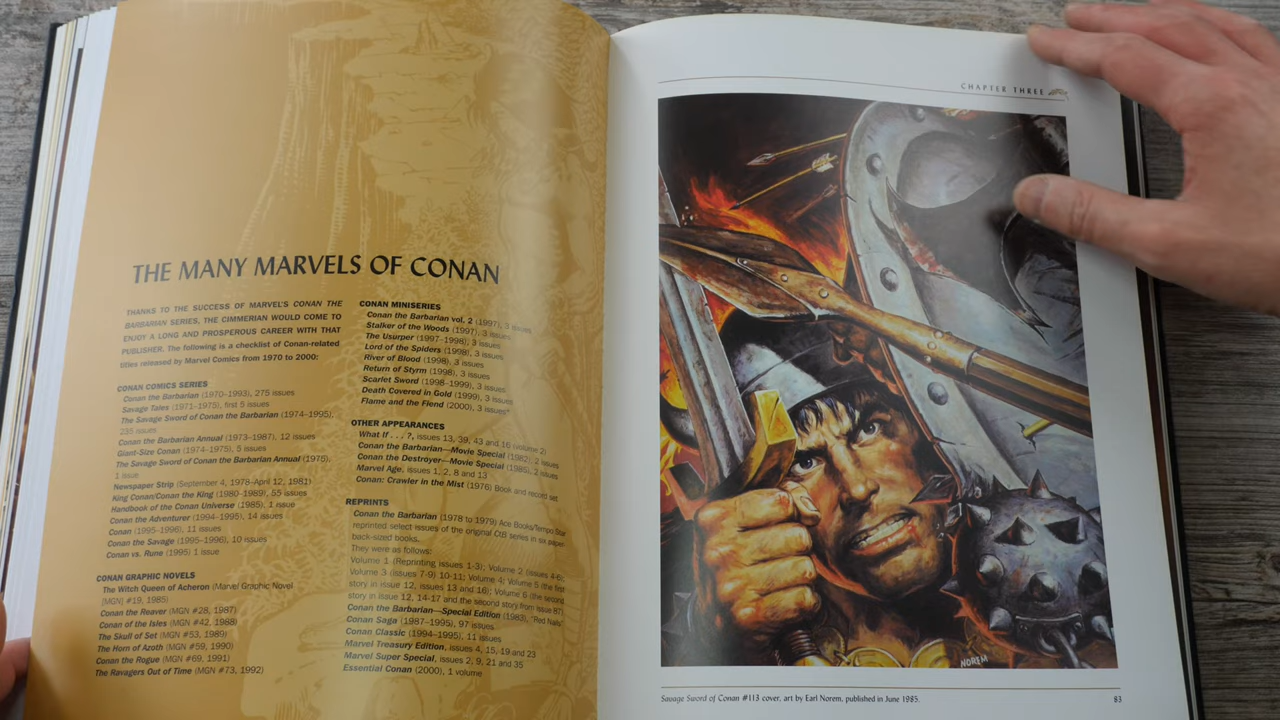 THE MANY MARVELS OF CONAN
THANKS TO THE SUCCESS OF MARVEL'S CONAN THE
BARBARIAN SERIES, THE CIMMERIAN WOULD COME TO
ENJOY A LONG AND PROSPEROUS CAREER WITH THAT
PUBLISHER. The following is a checklist of Conan-related
titles released by Marvel Comics from 1970 to 2000:
CONAN COMICS SERIES
Conan the Barbarian (1970–1993), 275 issues
Savage Tales (1971–1975), first 5 issues
The Savage Sword of Conan the Barbarian (1974–1995),
235 issues
Conan the Barbarian Annual (1973–1987), 12 issues
Giant-Size Conan (1974–1975), 5 issues
The Savage Sword of Conan the Barbarian Annual (1975),
1 issue
Newspaper Strip (September 4, 1978–April 12, 1981)
King Conan/Conan the King (1980–1989), 55 issues
Handbook of the Conan Universe (1985), 1 issue
Conan the Adventurer (1994–1995), 14 issues
Conan (1995–1996), 11 issues
Conan the Savage (1995–1996), 10 issues
Conan vs. Rune (1995) 1 issue
CONAN GRAPHIC NOVELS
The Witch Queen of Acheron (Marvel Graphic Novel
[MGN] #19, 1985)
Conan the Reaver (MGN #28, 1987)
Conan of the Isles (MGN #42, 1988)
The Skull of Set (MGN #53, 1989)
The Horn of Azoth (MGN #59, 1990)
Conan the Rogue (MGN #69, 1991)
The Ravagers Out of Time (MGN #73, 1992)
CONAN MINISERIES
Conan the Barbarian vol. 2 (1997), 3 issues
Stalker of the Woods (1997), 3 issues
The Usurper (1997–1998), 3 issues
Lord of the Spiders (1998), 3 issues
River of Blood (1998), 3 issues
Return of Styrm (1998), 3 issues
Scarlet Sword (1998–1999), 3 issues
Death Covered in Gold (1999), 3 issues
Flame and the Fiend (2000), 3 issues
OTHER APPEARANCES
What If . . . ?, issues 13, 39, 43 and 16 (volume 2)
Conan the Barbarian—Movie Special (1982), 2 issues
Conan the Destroyer—Movie Special (1985), 2 issues
Marvel Age, issues 1, 2, 8 and 13
Conan: Crawler in the Mist (1976) Book and record set
REPRINTS
Conan the Barbarian (1978 to 1979) Ace Books/Tempo Star
reprinted select issues of the original CtB series in six paper-
back-sized books.
They were as follows:
Volume 1 (Reprinting issues 1-3); Volume 2 (issues 4-6);
Volume 3 (issues 7-9) 10-11; Volume 4; Volume 5 (the first
story in issue 12, issues 13 and 16); Volume 6 (the second
story in issue 12, 14-17 and the second story from issue 87)
Conan the Barbarian—Special Edition (1983), "Red Nails"
Conan Saga (1987–1995), 97 issues
Conan Classic (1994–1995), 11 issues
Marvel Treasury Edition, issues 4, 15, 19 and 23
Marvel Super Special, issues 2, 9, 21 and 35
Essential Conan (2000), 1 volume
CHAPTER THREE
NOREM
Savage Sword of Conan #113 cover, art by Earl Norem, published in June 1985.
83